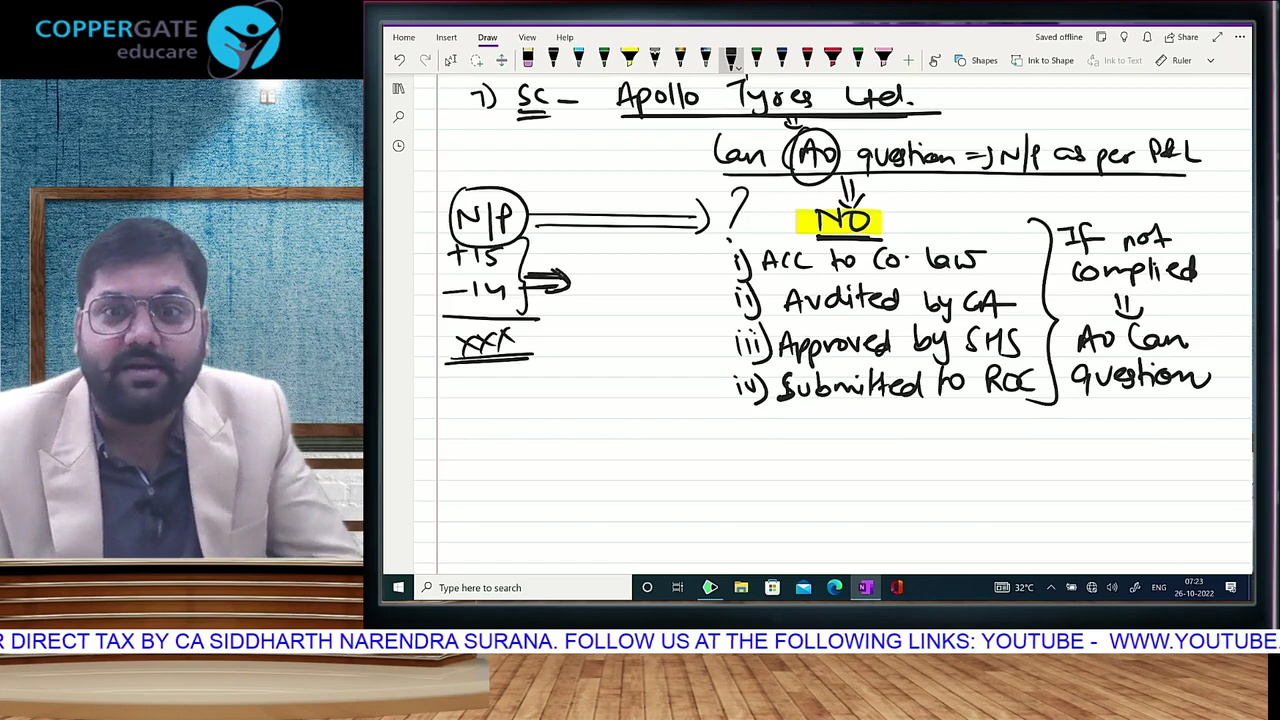 COPPERGATE
educare
Home Insert Draw View Help
Saved offline
Share
Shapes
Ink to Shape
Math
Ruler
7) SC - Apollo Tyres Ltd.
Can AO question => N/P as per P&L
N/P
?
NO
+15
-14
xxx
i) Acc to Co. law
ii) Audited by CA
iii) Approved by SHS
iv) Submitted to ROC
If not
complied
AO Can
question
Type here to search
32°C
ENG
07:23
26-10-2022
R DIRECT TAX BY CA SIDDHARTH NARENDRA SURANA. FOLLOW US AT THE FOLLOWING LINKS: YOUTUBE - WWW.YOUTUBE.